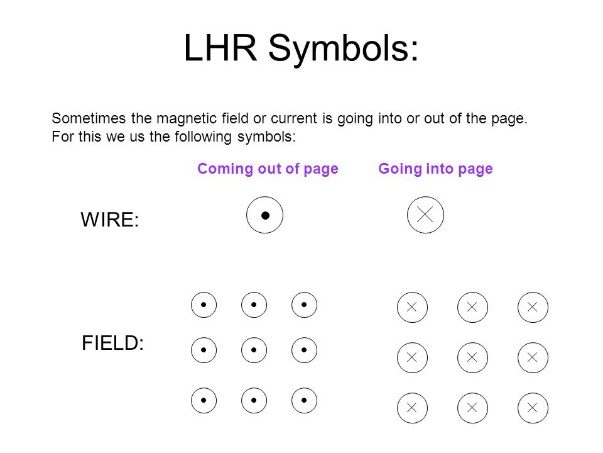 LHR Symbols:
Sometimes the magnetic field or current is going into or out of the page.
For this we us the following symbols:
Coming out of page Going into page
WIRE:
FIELD: